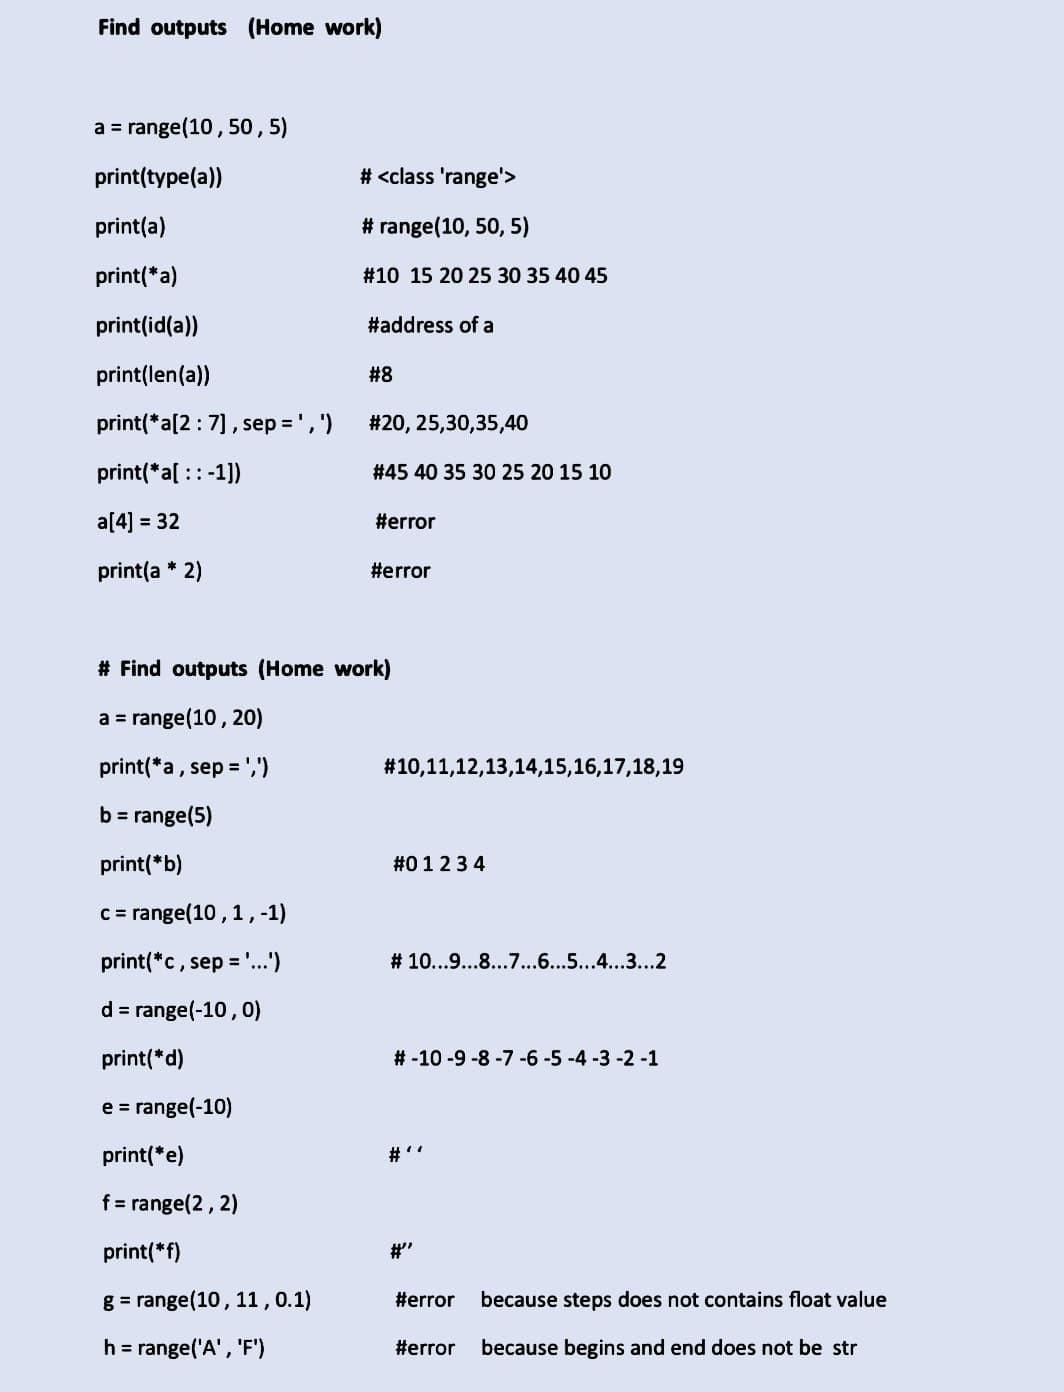 Find outputs (Home work)
a = range(10 , 50 , 5)
print(type(a)) # <class 'range'>
print(a) # range(10, 50, 5)
print(*a) #10 15 20 25 30 35 40 45
print(id(a)) #address of a
print(len(a)) #8
print(*a[2 : 7] , sep = ' , ') #20, 25,30,35,40
print(*a[ : : -1]) #45 40 35 30 25 20 15 10
a[4] = 32 #error
print(a * 2) #error
# Find outputs (Home work)
a = range(10 , 20)
print(*a , sep = ',') #10,11,12,13,14,15,16,17,18,19
b = range(5)
print(*b) #0 1 2 3 4
c = range(10 , 1 , -1)
print(*c , sep = '...') # 10...9...8...7...6...5...4...3...2
d = range(-10 , 0)
print(*d) # -10 -9 -8 -7 -6 -5 -4 -3 -2 -1
e = range(-10)
print(*e) # ‘ ‘
f = range(2 , 2)
print(*f) #’’
g = range(10 , 11 , 0.1) #error because steps does not contains float value
h = range('A' , 'F') #error because begins and end does not be str